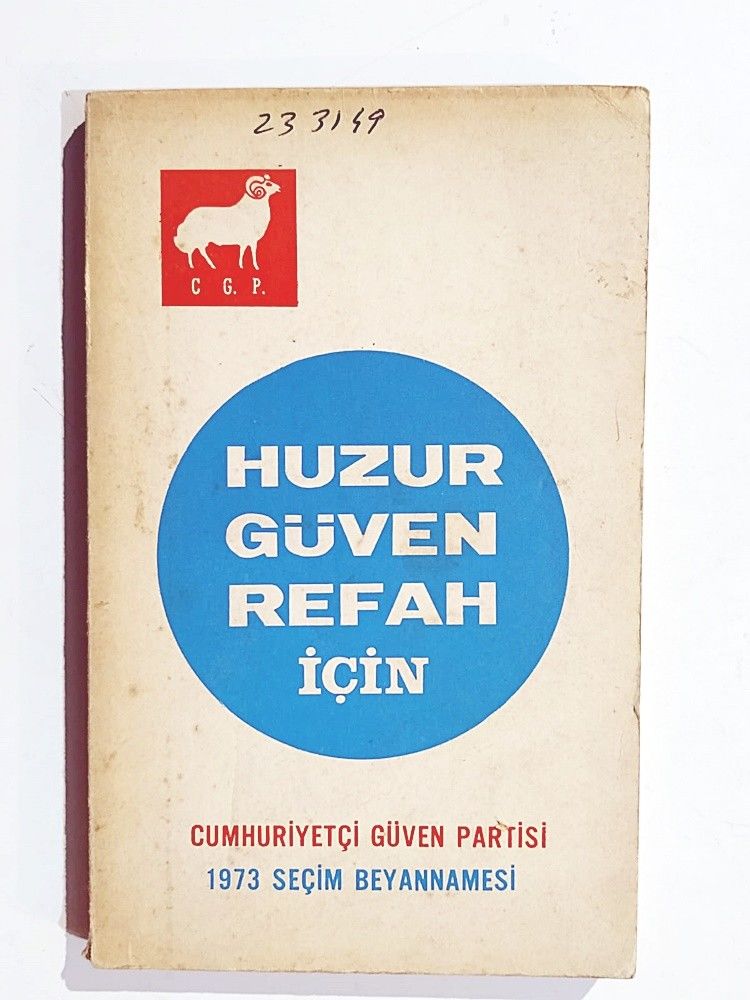 23 3149
C G. P.
HUZUR
GÜVEN
REFAH
İÇİN
CUMHURİYETÇİ GÜVEN PARTİSİ
1973 SEÇİM BEYANNAMESİ